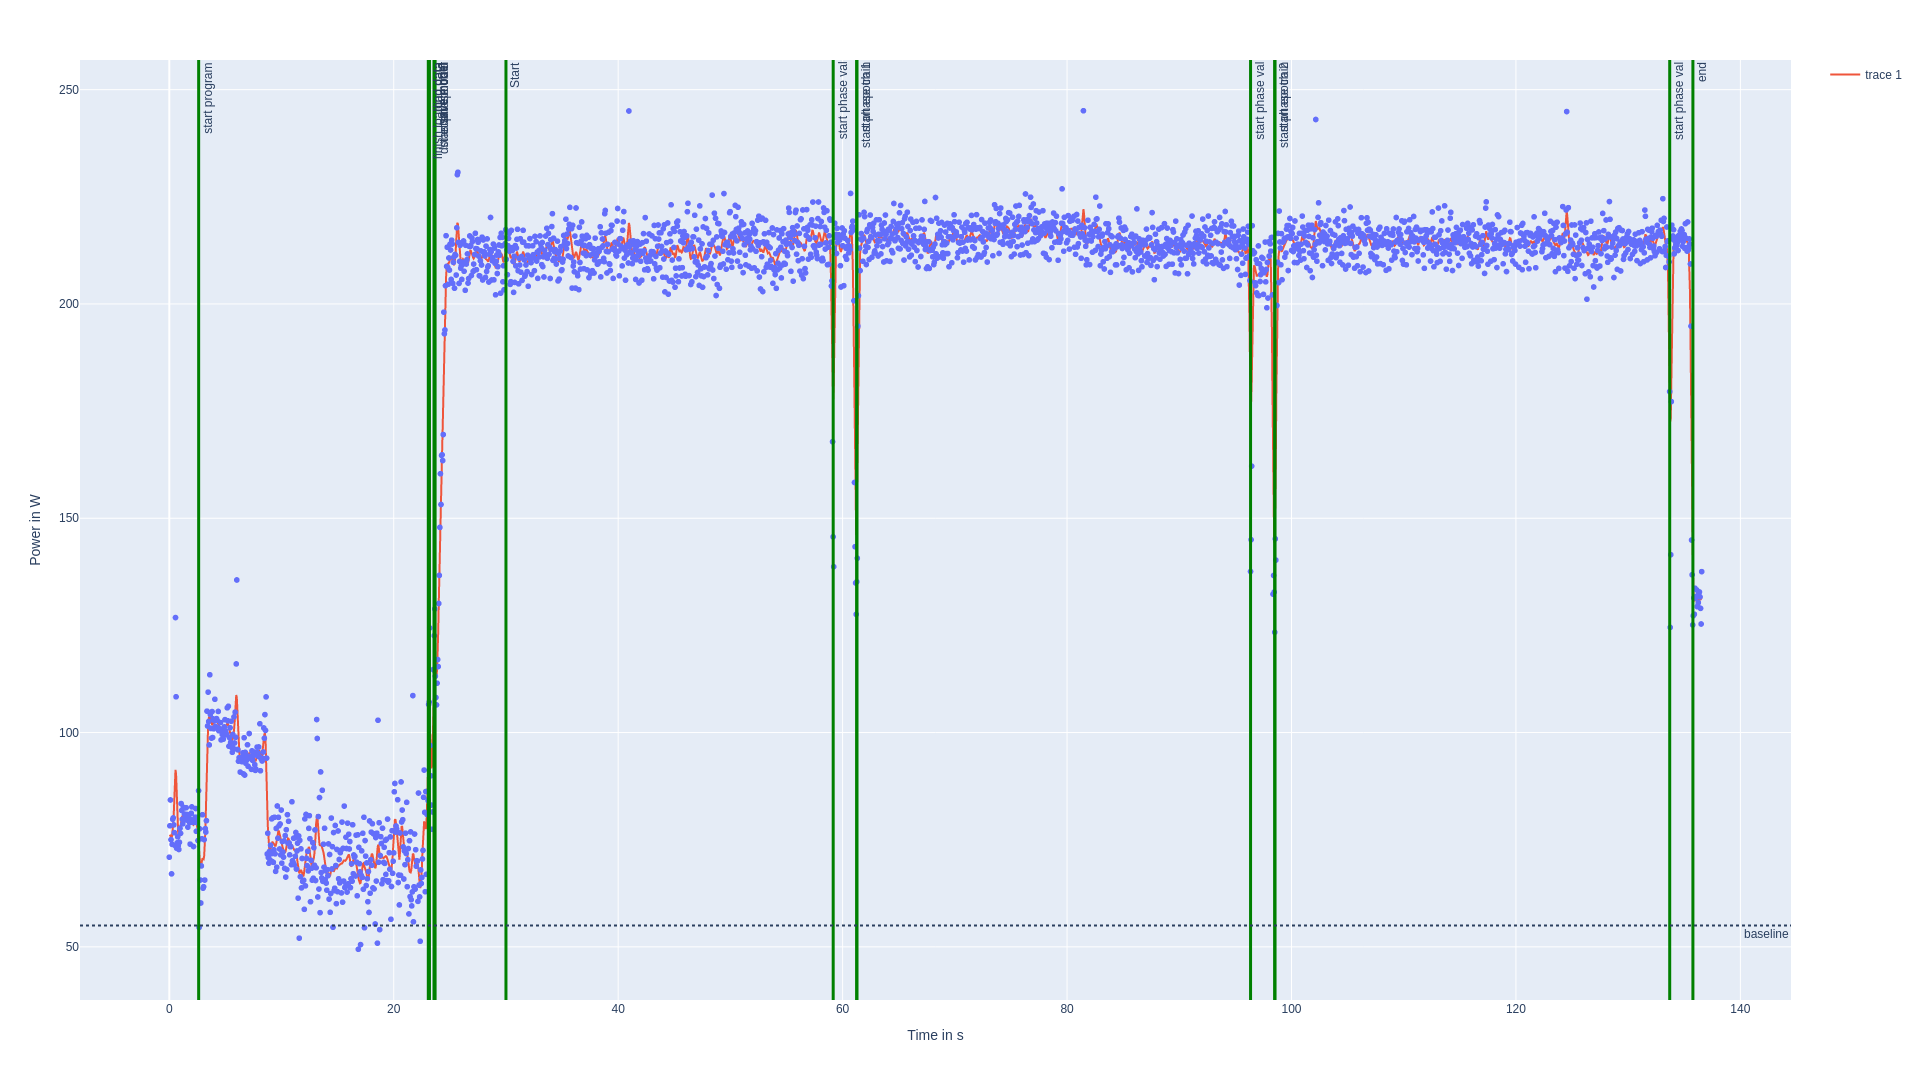 trace 1
start program
Start
start phase val
start phase val
start phase val
end
baseline
250
200
150
100
50
Power in W
0
20
40
60
80
100
120
140
Time in s